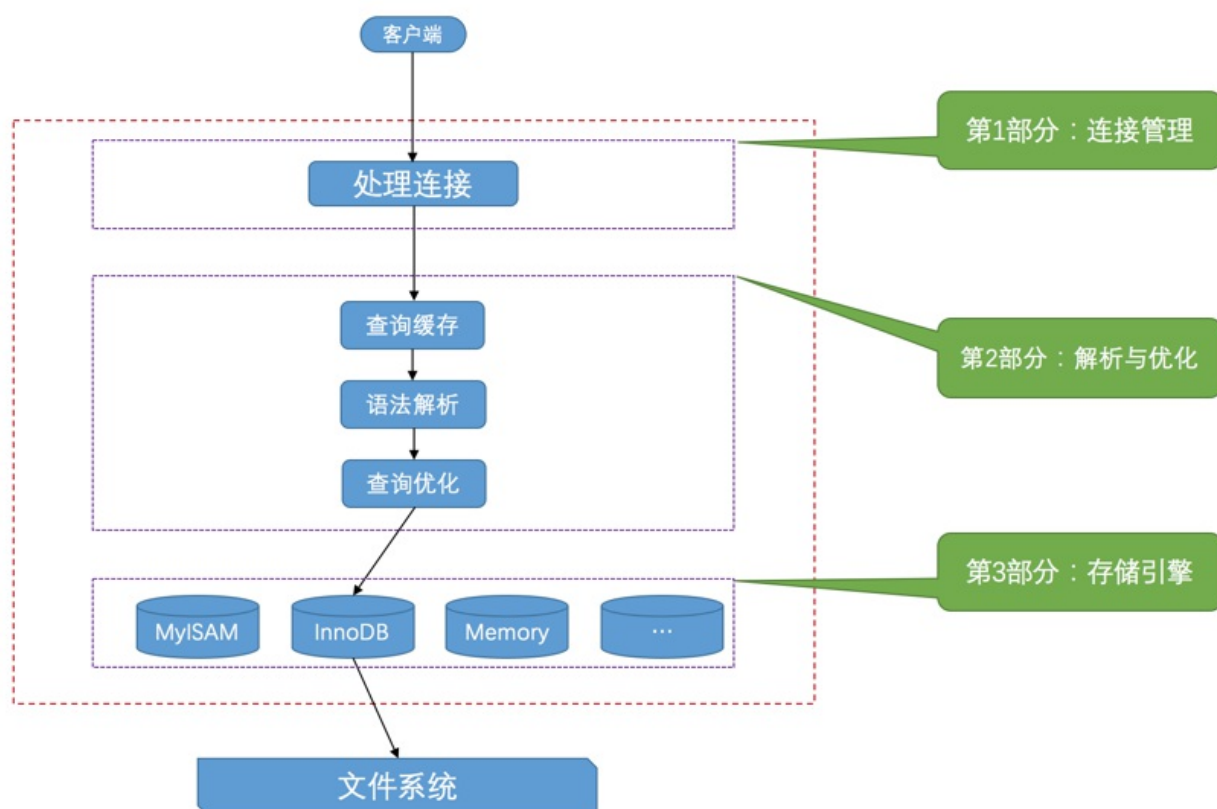 客户端
第1部分：连接管理
处理连接
查询缓存
第2部分：解析与优化
语法解析
查询优化
第3部分：存储引擎
MyISAM
InnoDB
Memory
…
文件系统